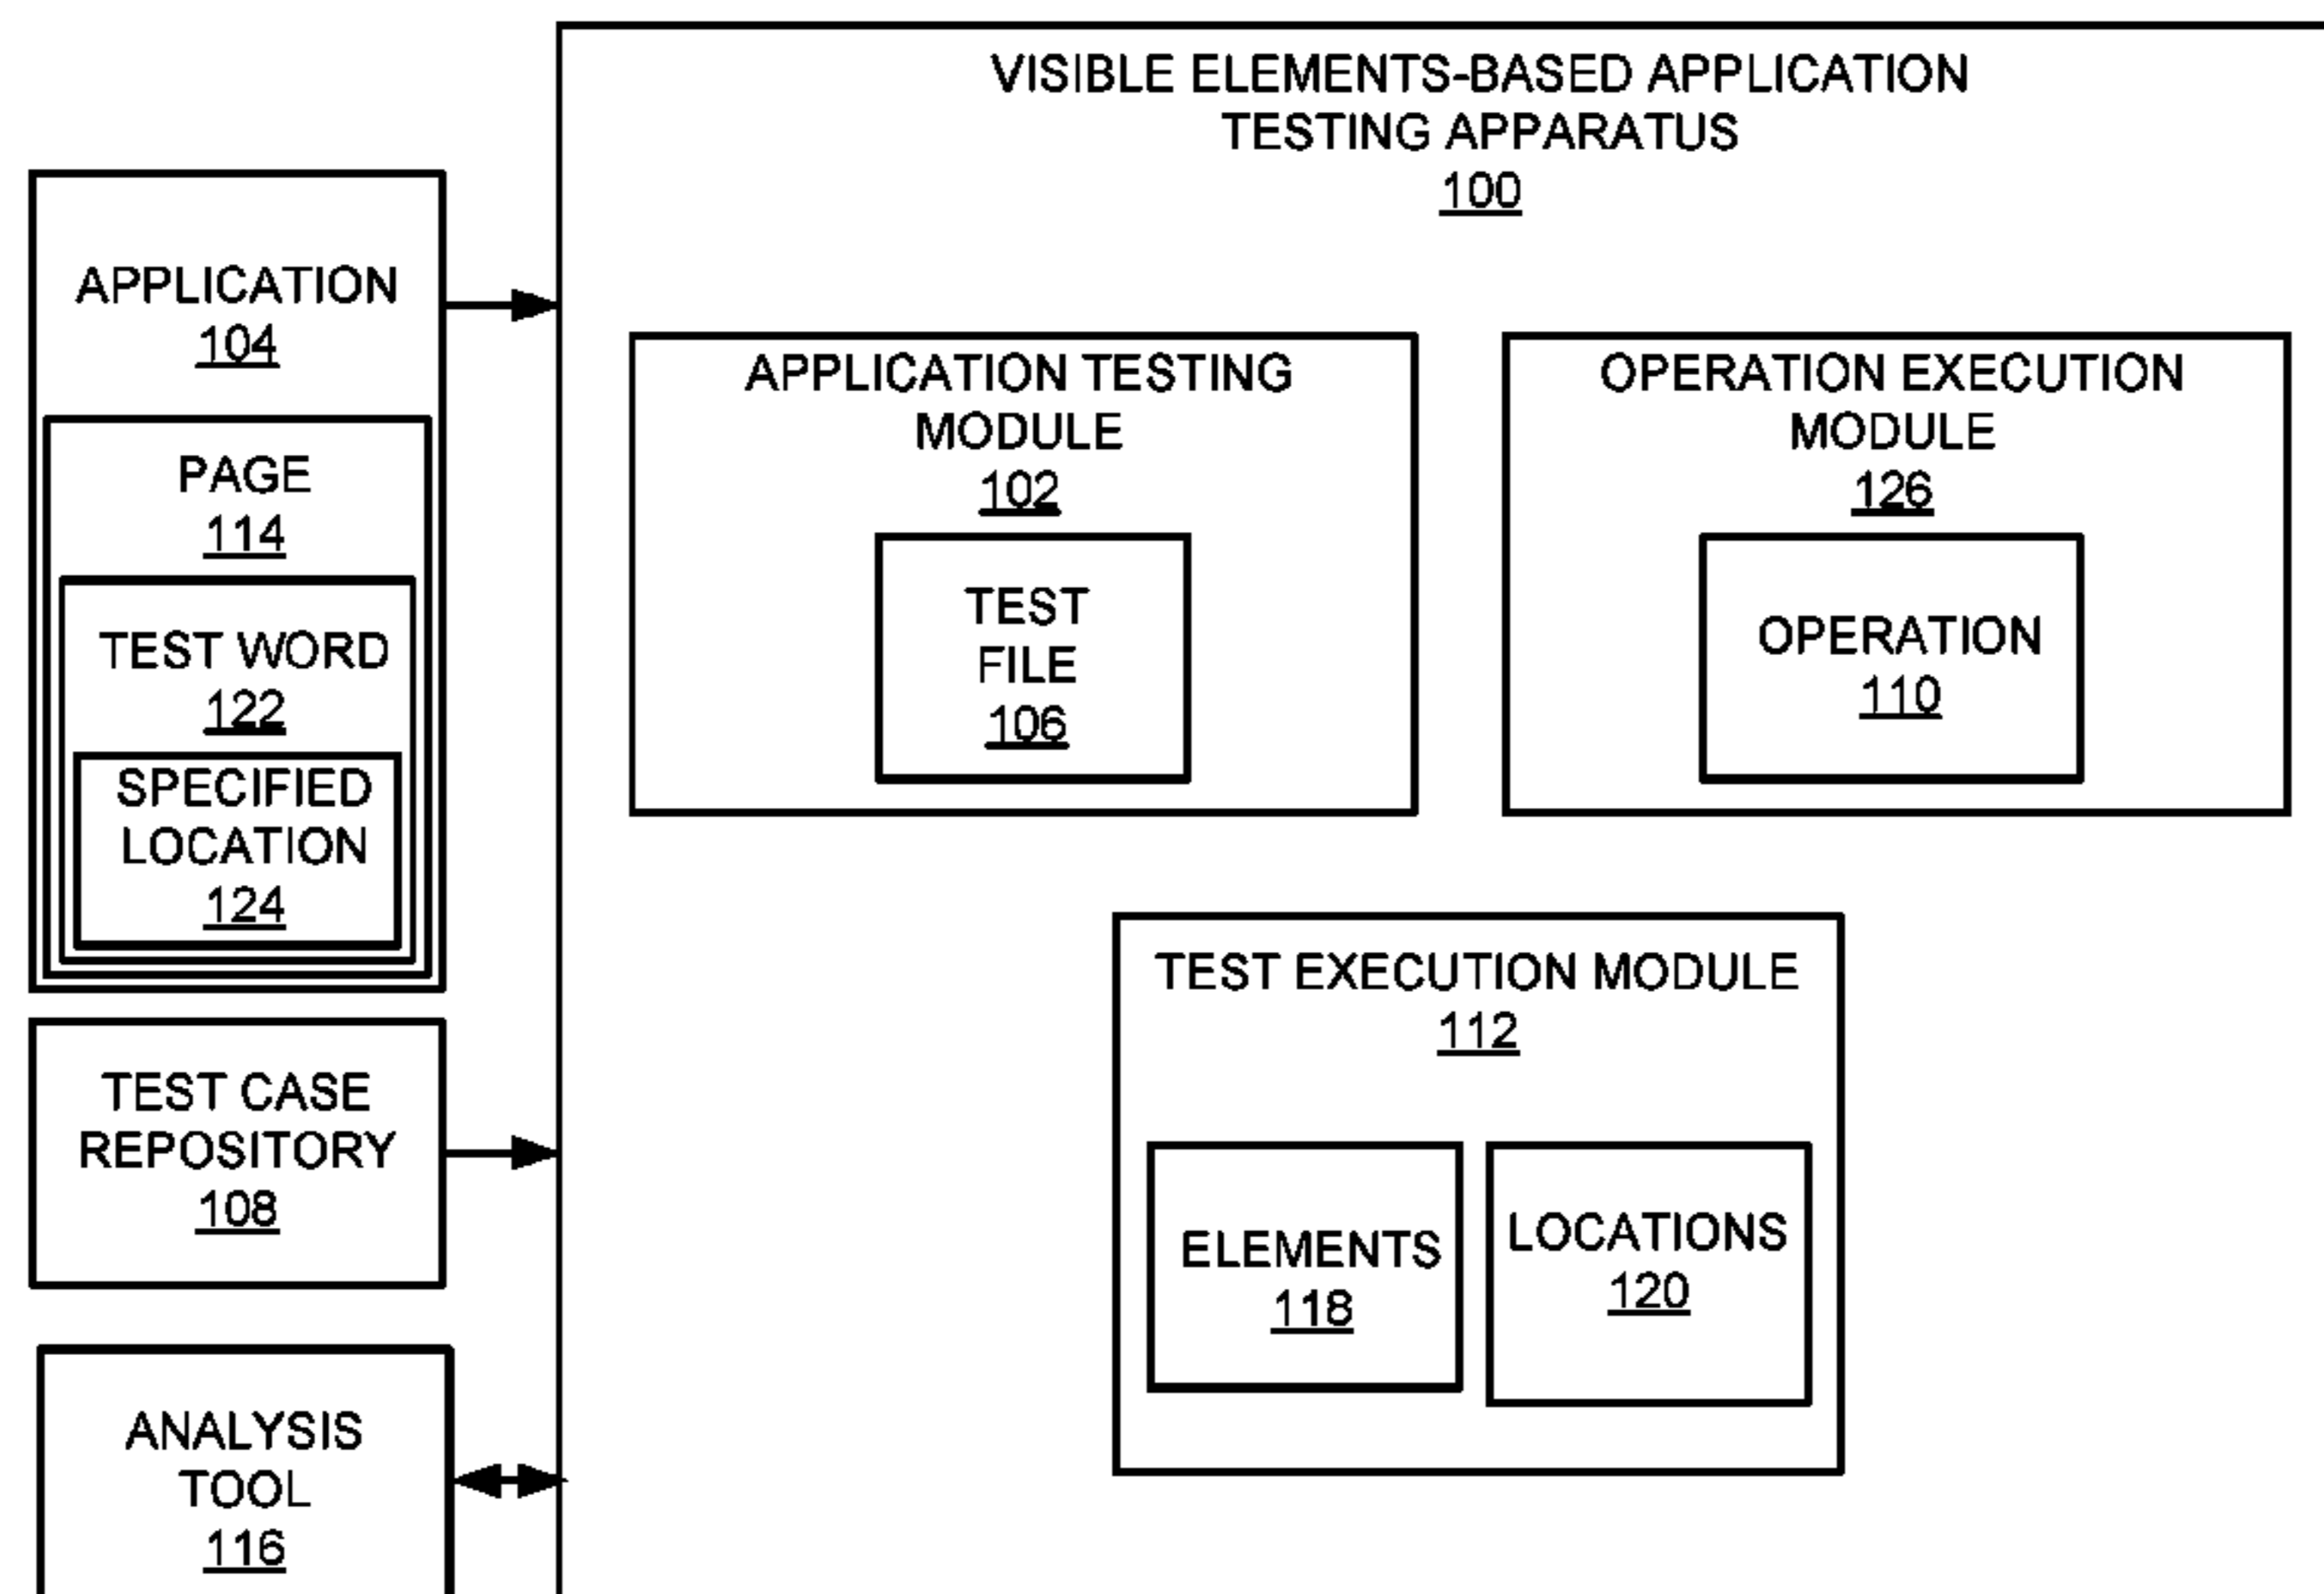 VISIBLE ELEMENTS-BASED APPLICATION
TESTING APPARATUS
100
APPLICATION
104
PAGE
114
TEST WORD
122
SPECIFIED
LOCATION
124
TEST CASE
REPOSITORY
108
ANALYSIS
TOOL
116
APPLICATION TESTING
MODULE
102
TEST
FILE
106
OPERATION EXECUTION
MODULE
126
OPERATION
110
TEST EXECUTION MODULE
112
ELEMENTS
118
LOCATIONS
120